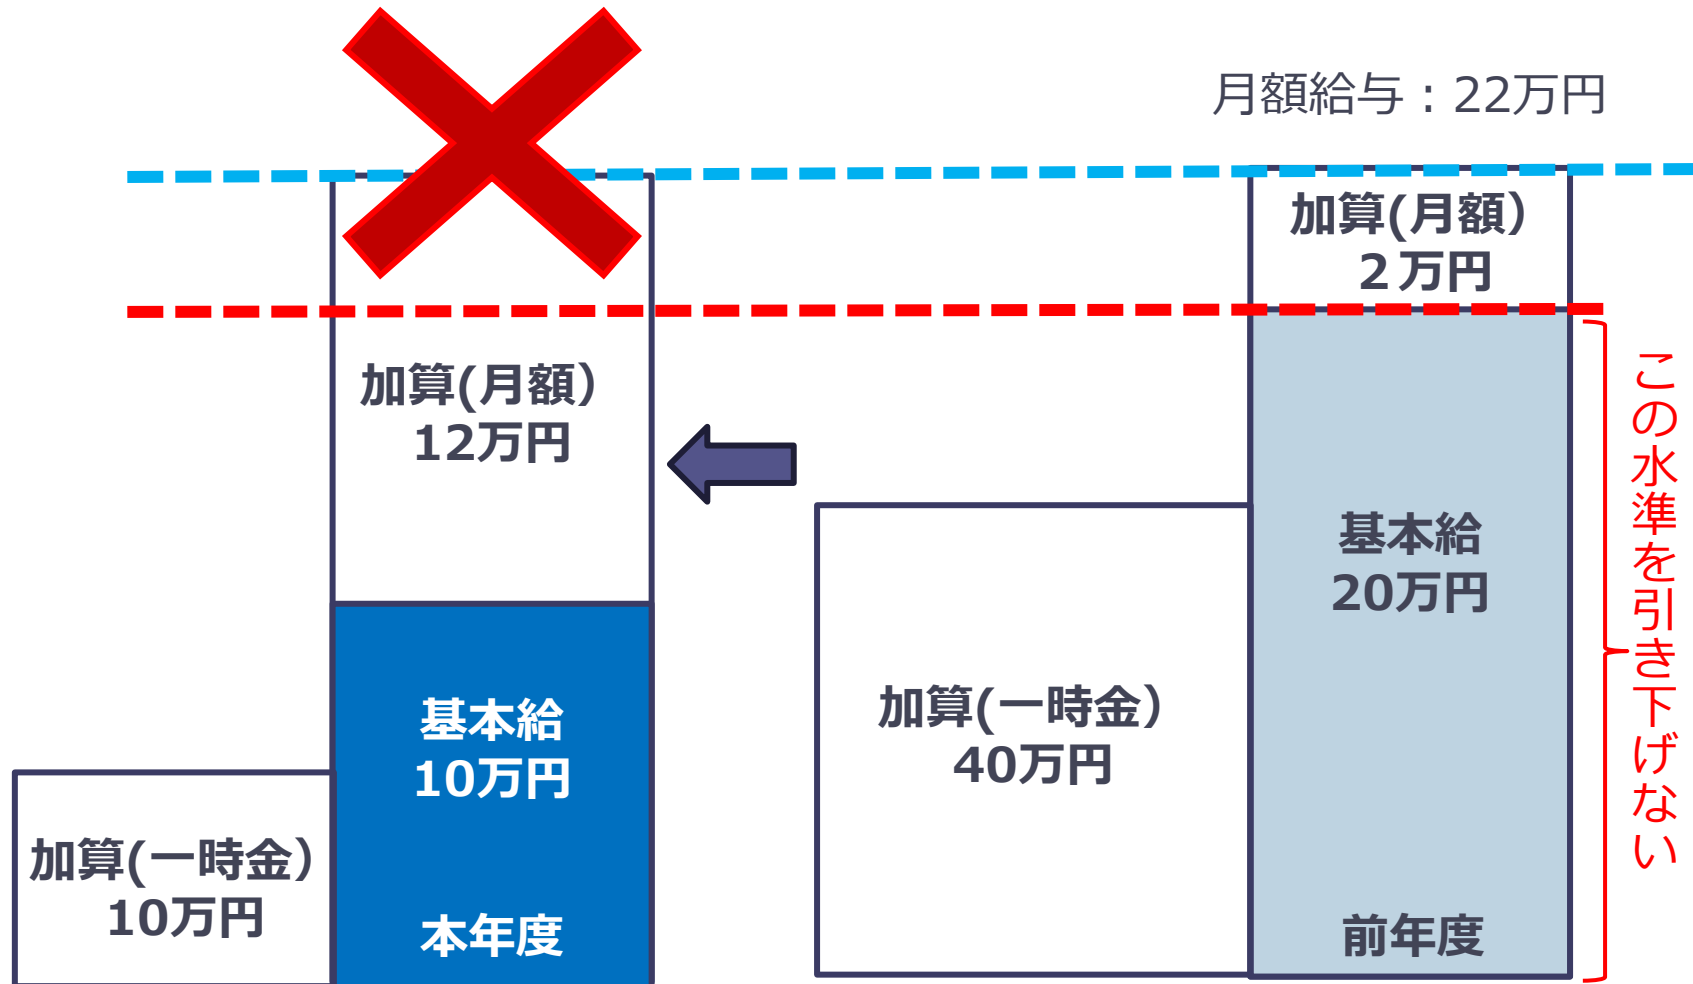 月額給与：22万円
加算(月額）
12万円
基本給
10万円
本年度
加算(一時金）
10万円
加算(月額）
２万円
基本給
20万円
前年度
加算(一時金）
40万円
この水準を引き下げない